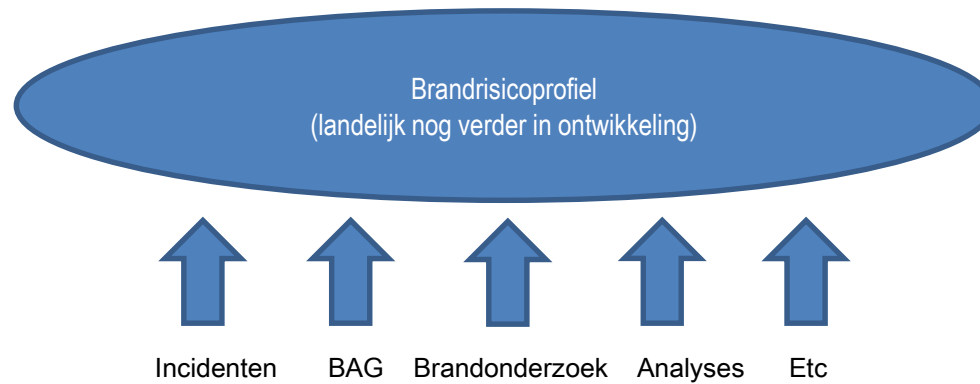 Brandrisicoprofiel
(landelijk nog verder in ontwikkeling)
Incidenten BAG Brandonderzoek Analyses Etc